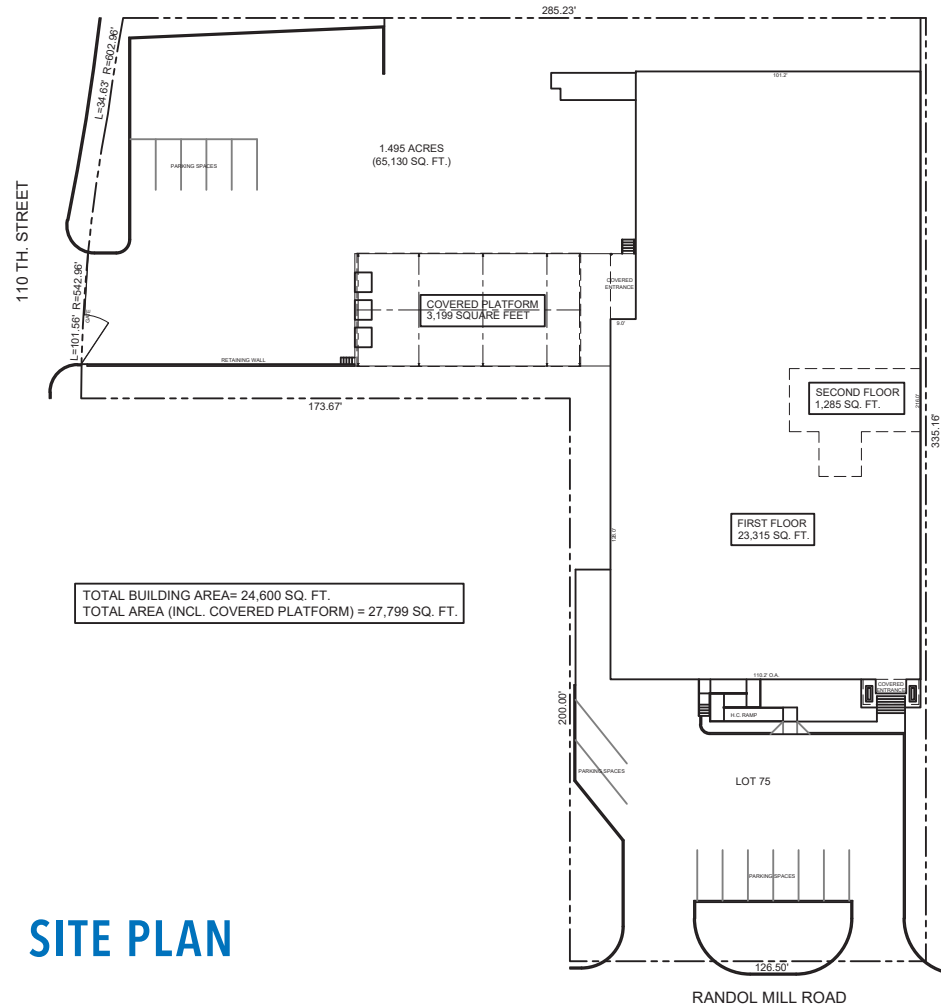 285.23'
L=34.63' R=602.96'
101.2'
1.495 ACRES
(65,130 SQ. FT.)
PARKING SPACES
110 TH. STREET
COVERED
ENTRANCE
L=101.56' R=542.96'
GATE
COVERED PLATFORM
3,199 SQUARE FEET
9.0'
RETAINING WALL
173.67'
SECOND FLOOR
1,285 SQ. FT.
216.0'
335.16'
FIRST FLOOR
23,315 SQ. FT.
TOTAL BUILDING AREA= 24,600 SQ. FT.
TOTAL AREA (INCL. COVERED PLATFORM) = 27,799 SQ. FT.
110.2' O.A.
COVERED
ENTRANCE
H.C. RAMP
200.00'
PARKING SPACES
LOT 75
PARKING SPACES
SITE PLAN
126.50'
RANDOL MILL ROAD